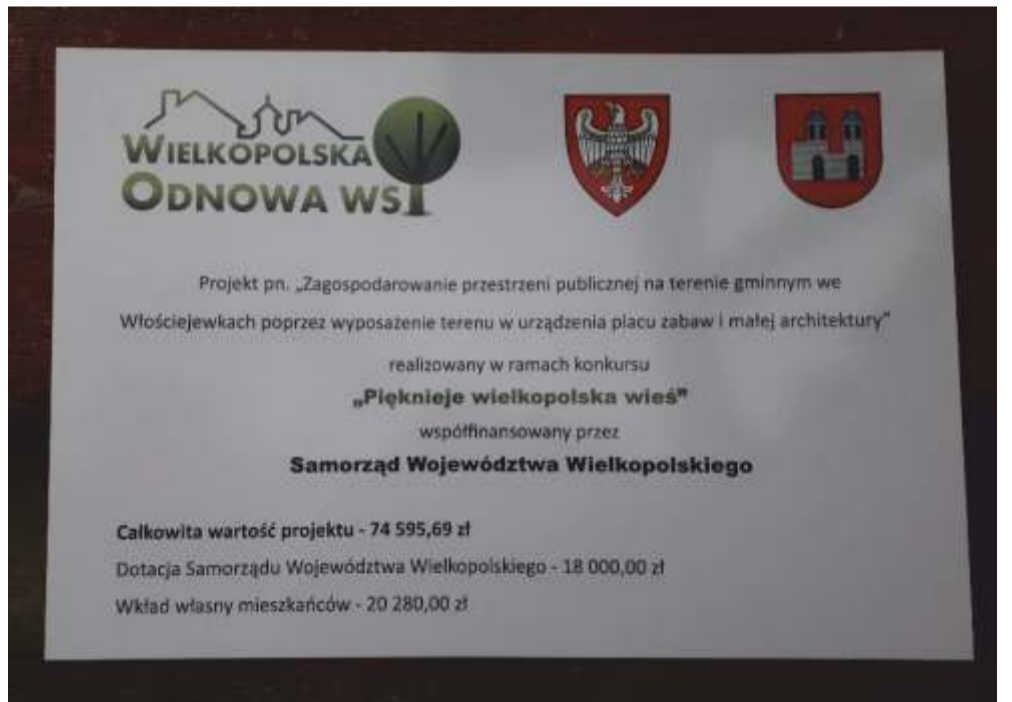 WIELKOPOLSKA
ODNOWA WSI
Projekt pn. „Zagospodarowanie przestrzeni publicznej na terenie gminnym we
Włościejewkach poprzez wyposażenie terenu w urządzenia placu zabaw i małej architektury"
realizowany w ramach konkursu
„Pięknieje wielkopolska wieś"
współfinansowany przez
Samorząd Województwa Wielkopolskiego
Całkowita wartość projektu - 74 595,69 zł
Dotacja Samorządu Województwa Wielkopolskiego - 18 000,00 zł
Wkład własny mieszkańców - 20 280,00 zł